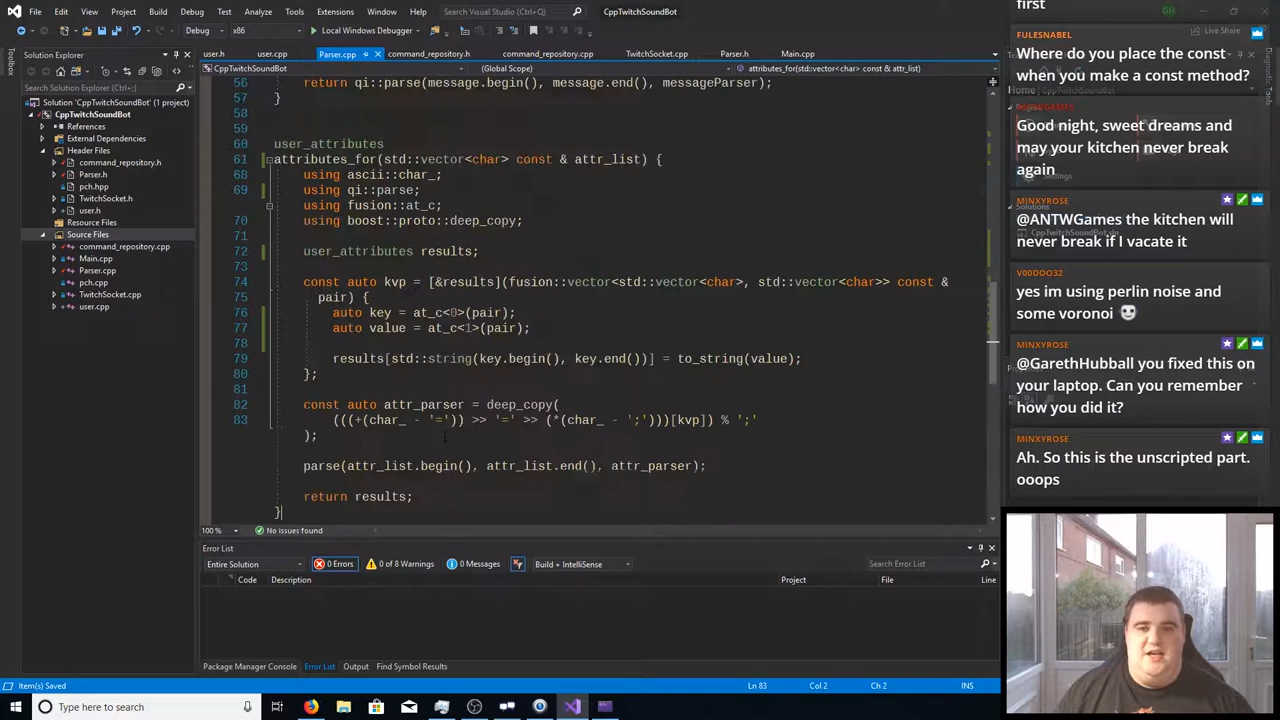 File Edit View Project Build Debug Test Analyze Tools Extensions Window Help Search Visual Studio (Ctrl+Q) CppTwitchSoundBot
Debug x86 Local Windows Debugger Live Share
Solution Explorer
Toolbox
Search Solution Explorer (Ctrl+;)
Solution 'CppTwitchSoundBot' (1 project)
CppTwitchSoundBot
References
External Dependencies
Header Files
command_repository.h
Parser.h
pch.hpp
TwitchSocket.h
user.h
Resource Files
Source Files
command_repository.cpp
Main.cpp
Parser.cpp
pch.cpp
TwitchSocket.cpp
user.cpp
user.h user.cpp Parser.cpp command_repository.h command_repository.cpp TwitchSocket.cpp Parser.h Main.cpp
CppTwitchSoundBot (Global Scope) attributes_for(std::vector<char> const & attr_list)
56 return qi::parse(message.begin(), message.end(), messageParser);
57 }
58
59
60 user_attributes
61 attributes_for(std::vector<char> const & attr_list) {
68 using ascii::char_;
69 using qi::parse;
using fusion::at_c;
70 using boost::proto::deep_copy;
71
72 user_attributes results;
73
74 const auto kvp = [&results](fusion::vector<std::vector<char>, std::vector<char>> const &
75 pair) {
76 auto key = at_c<0>(pair);
77 auto value = at_c<1>(pair);
78
79 results[std::string(key.begin(), key.end())] = to_string(value);
80 };
81
82 const auto attr_parser = deep_copy(
83 (((+(char_ - '=')) >> '=' >> (*(char_ - ';')))[kvp]) % ';'
);
parse(attr_list.begin(), attr_list.end(), attr_parser);
return results;
}
100 % No issues found
Error List
Entire Solution 0 Errors 0 of 8 Warnings 0 Messages Build + IntelliSense Search Error List
Code Description Project File Line
Package Manager Console Error List Output Find Symbol Results
Item(s) Saved Ln 83 Col 2 Ch 2 INS
Type here to search
first
FULESNABEL
Where do you place the const
when you make a const method?
ANTWGAMES
Good night, sweet dreams and
may your kitchen never break
again
MINXYROSE
@ANTWGames the kitchen will
never break if I vacate it
V00DOO32
yes im using perlin noise and
some voronoi
MINXYROSE
@GarethHubball you fixed this on
your laptop. Can you remember
how you did it?
MINXYROSE
Ah. So this is the unscripted part.
ooops